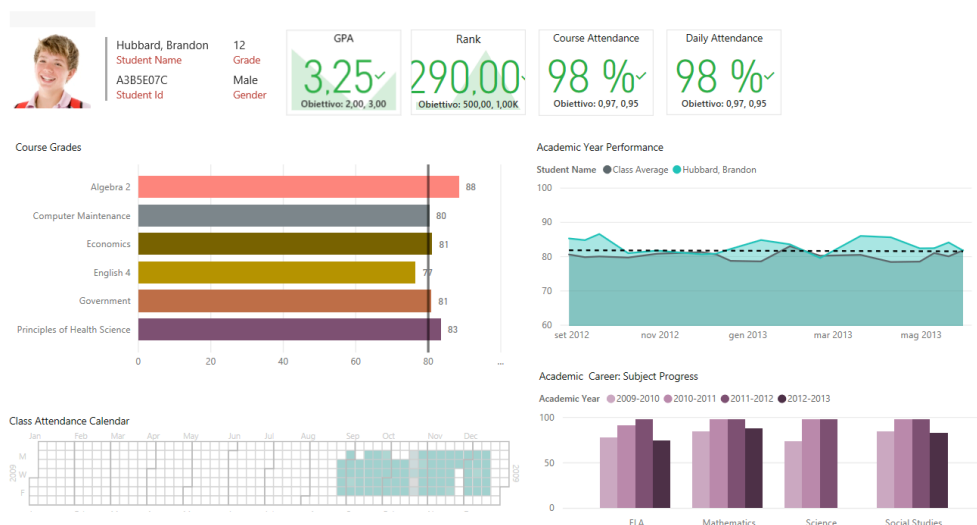 Hubbard, Brandon 12
Student Name Grade
A3B5E07C Male
Student Id Gender
GPA
3,25
Obiettivo: 2,00, 3,00
Rank
290,00
Obiettivo: 500,00, 1,00K
Course Attendance
98 %
Obiettivo: 0,97, 0,95
Daily Attendance
98 %
Obiettivo: 0,97, 0,95
Course Grades
Algebra 2 88
Computer Maintenance 80
Economics 81
English 4 77
Government 81
Principles of Health Science 83
0 20 40 60 80 ...
Academic Year Performance
Student Name Class Average Hubbard, Brandon
100
90
80
70
60
set 2012 nov 2012 gen 2013 mar 2013 mag 2013
Class Attendance Calendar
Jan Feb Mar Apr May Jun Jul Aug Sep Oct Nov Dec
M
W
F
2009 2009
Academic Career: Subject Progress
Academic Year 2009-2010 2010-2011 2011-2012 2012-2013
100
50
0
ELA Mathematics Science Social Studies